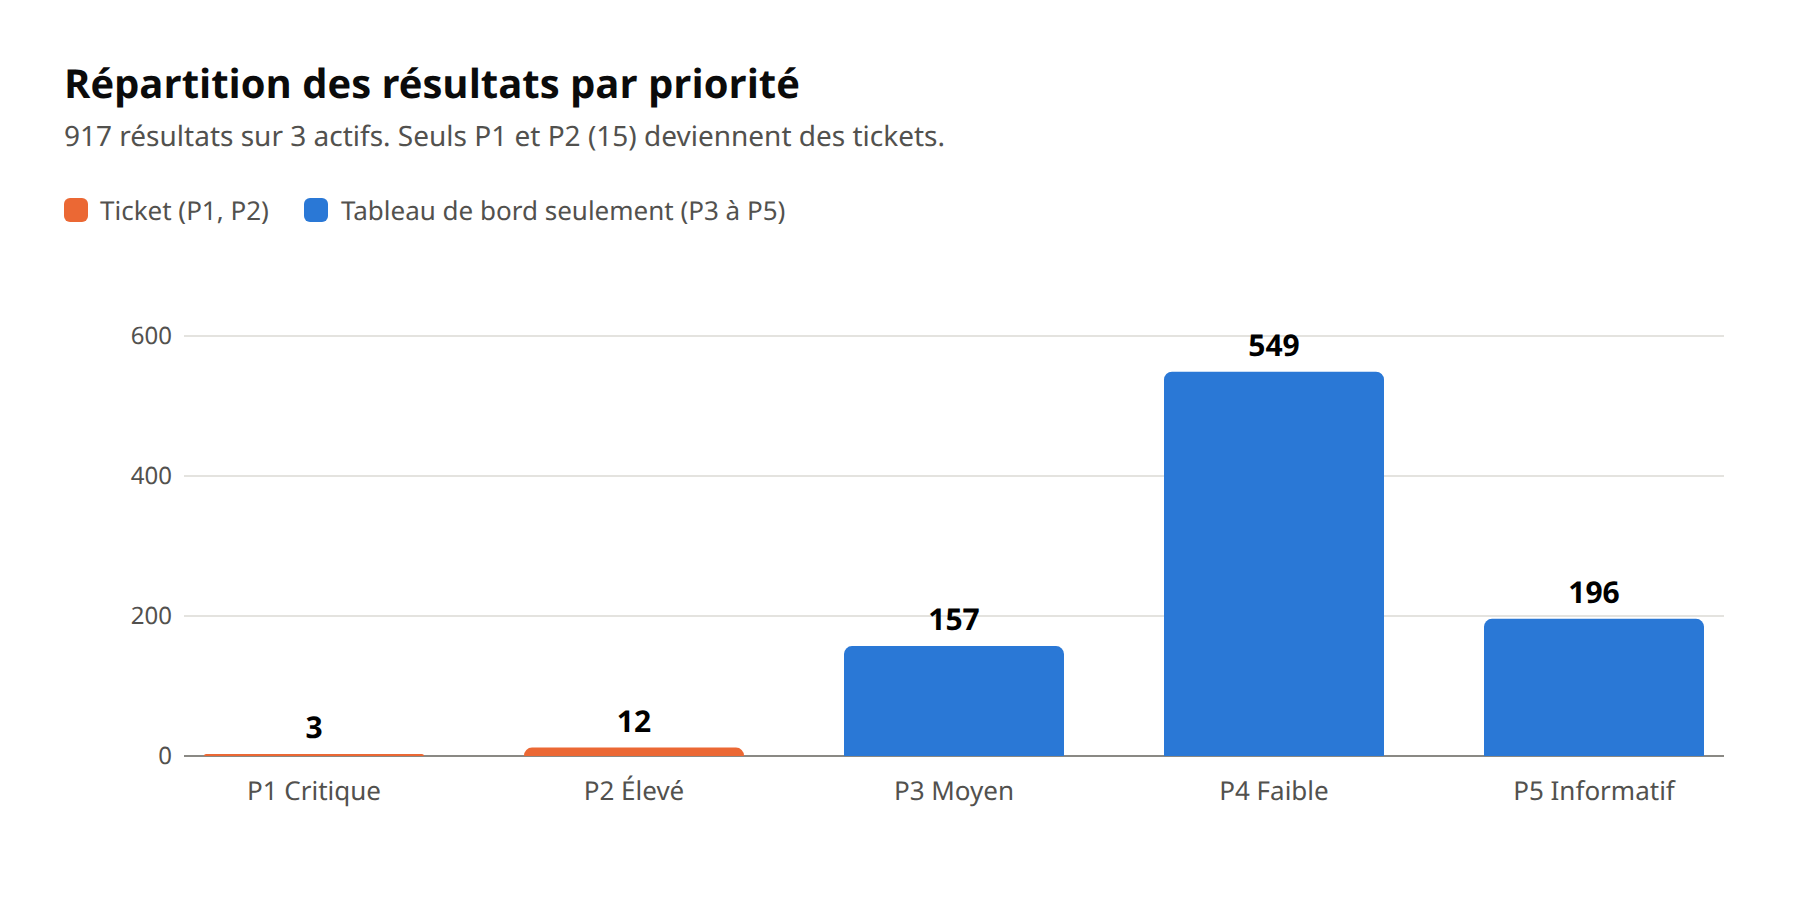 Répartition des résultats par priorité
917 résultats sur 3 actifs. Seuls P1 et P2 (15) deviennent des tickets.
Ticket (P1, P2) Tableau de bord seulement (P3 à P5)
600
549
400
200
196
157
12
3
0
P1 Critique P2 Élevé P3 Moyen P4 Faible P5 Informatif